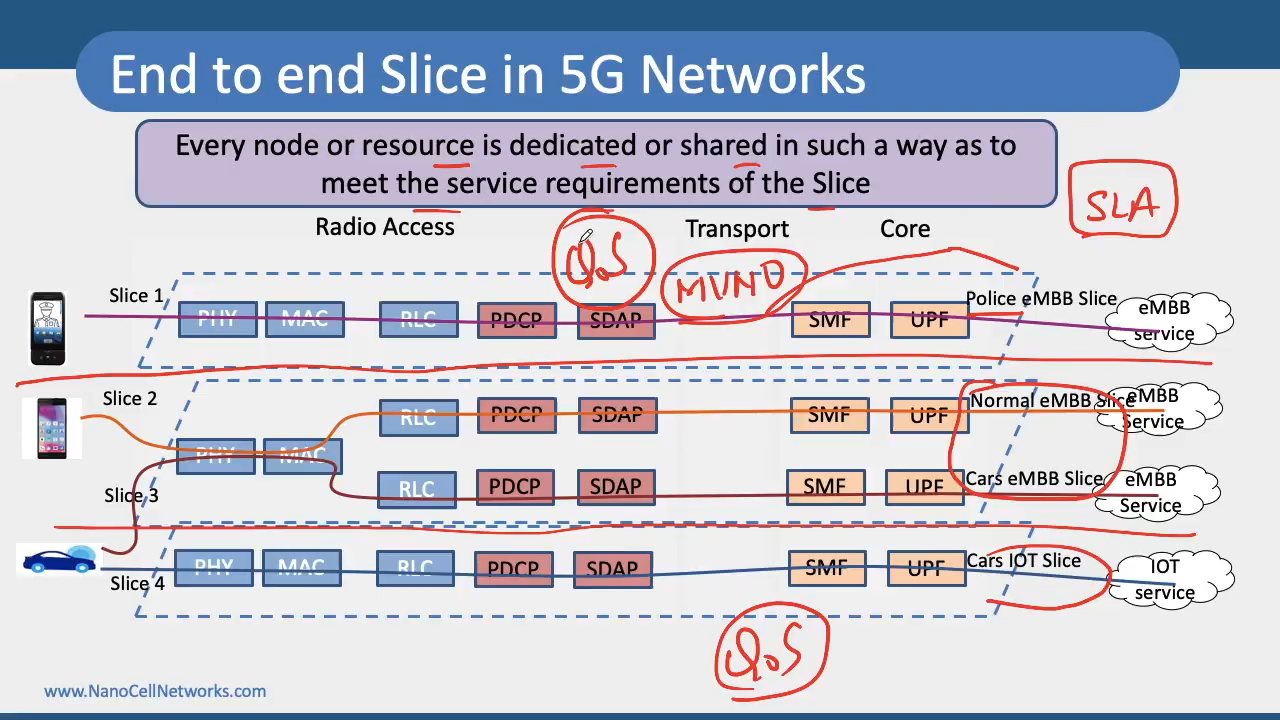 End to end Slice in 5G Networks
Every node or resource is dedicated or shared in such a way as to
meet the service requirements of the Slice
SLA
Radio Access
Transport
Core
QoS
MVNO
Slice 1
PHY
MAC
RLC
PDCP
SDAP
SMF
UPF
Police eMBB Slice
eMBB
service
Slice 2
RLC
PDCP
SDAP
SMF
UPF
Normal eMBB Slice
eMBB
Service
PHY
MAC
Slice 3
RLC
PDCP
SDAP
SMF
UPF
Cars eMBB Slice
eMBB
Service
Slice 4
PHY
MAC
RLC
PDCP
SDAP
SMF
UPF
Cars IOT Slice
IOT
service
QoS
www.NanoCellNetworks.com